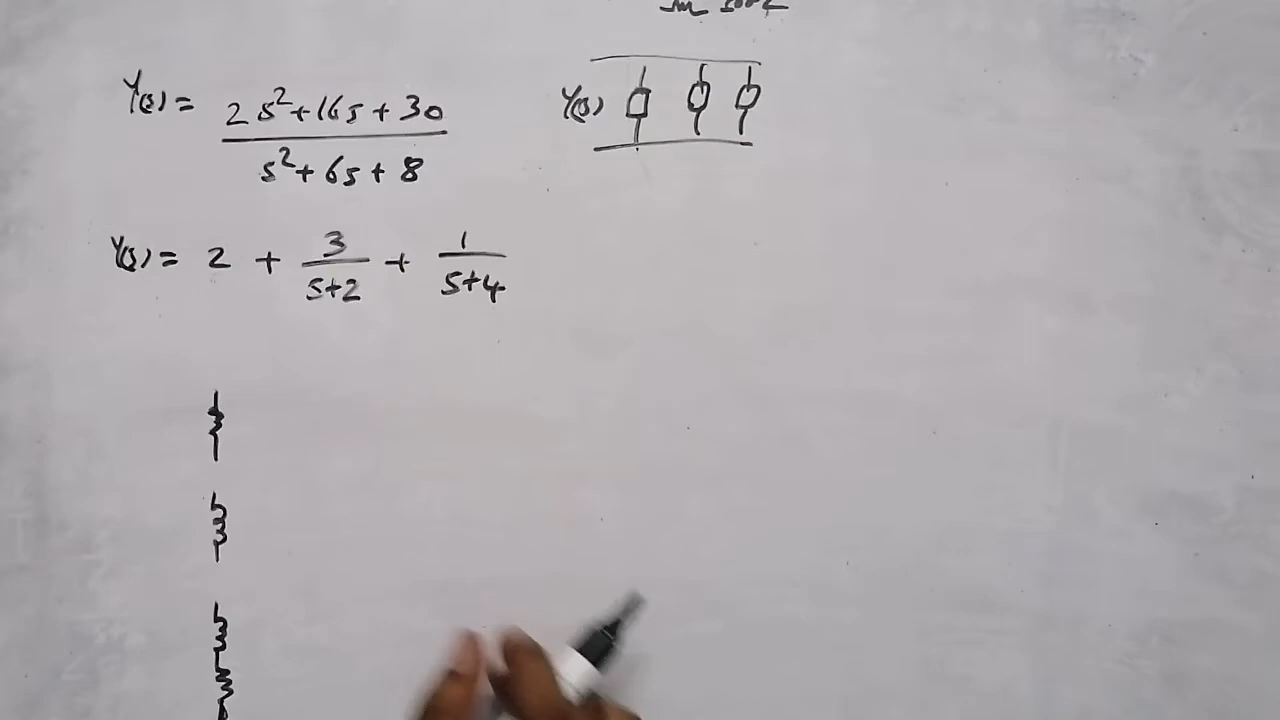 Y(s) = 2s²+16s+30
s²+6s+8
Y(s)
Y(s) = 2 + 3/s+2 + 1/s+4